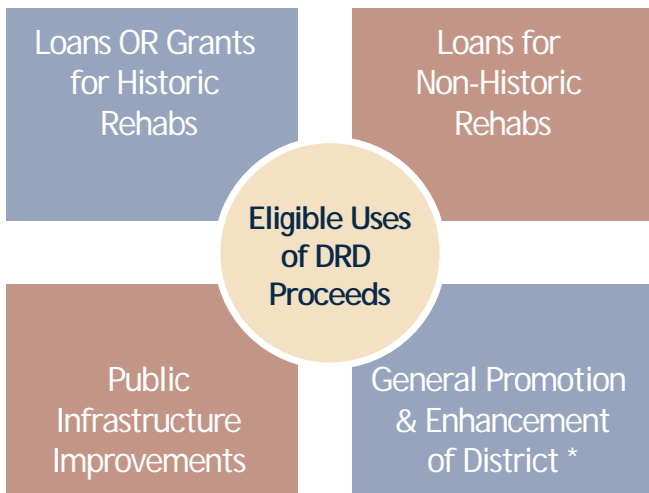 Loans OR Grants
for Historic
Rehabs
Loans for
Non-Historic
Rehabs
Eligible Uses
of DRD
Proceeds
Public
Infrastructure
Improvements
General Promotion
& Enhancement
of District *